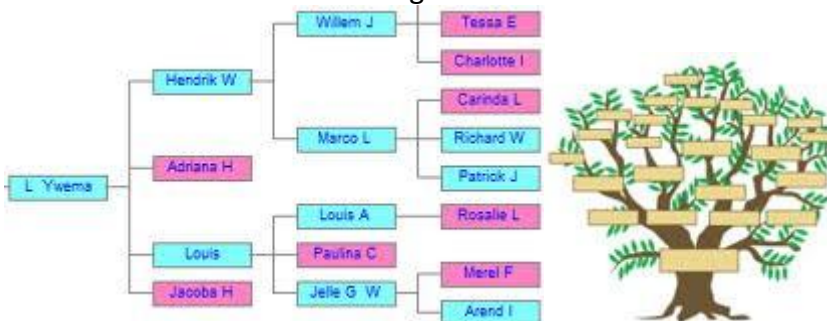 Willem J
Tessa E
Charlotte I
Hendrik W
Carinda L
Marco L
Richard W
Adriana H
Patrick J
L Ywema
Louis A
Rosalie L
Louis
Paulina C
Merel F
Jacoba H
Jelle G W
Arend I